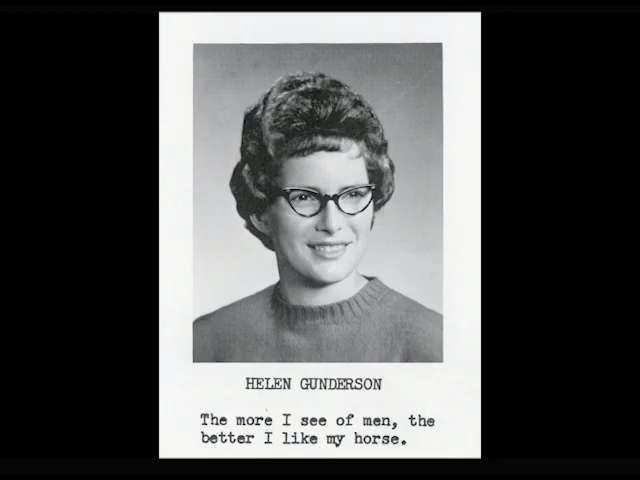 HELEN GUNDERSON
The more I see of men, the
better I like my horse.